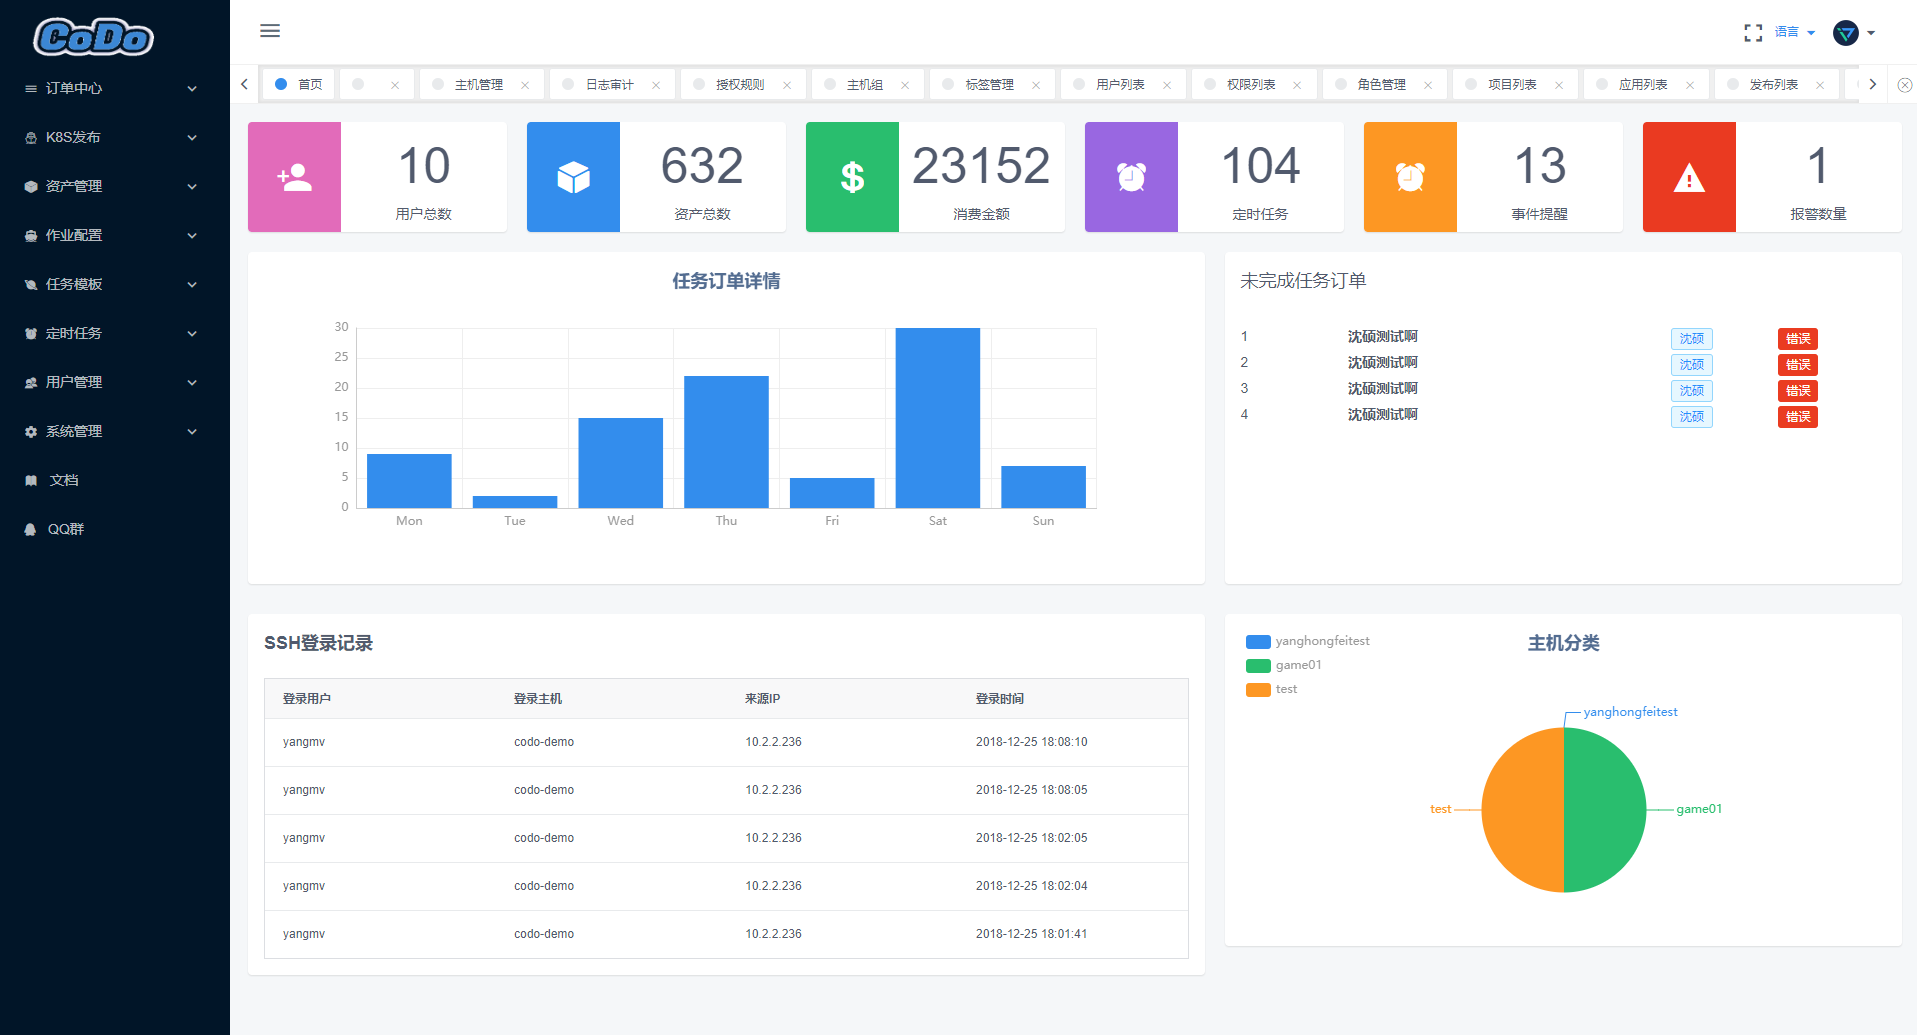 CoDo
订单中心
K8S发布
资产管理
作业配置
任务模板
定时任务
用户管理
系统管理
文档
QQ群
语言
首页 主机管理 日志审计 授权规则 主机组 标签管理 用户列表 权限列表 角色管理 项目列表 应用列表 发布列表
10
用户总数
632
资产总数
$
23152
消费金额
104
定时任务
13
事件提醒
1
报警数量
任务订单详情
30
25
20
15
10
5
0
Mon Tue Wed Thu Fri Sat Sun
未完成任务订单
1 沈硕测试啊 沈硕 错误
2 沈硕测试啊 沈硕 错误
3 沈硕测试啊 沈硕 错误
4 沈硕测试啊 沈硕 错误
SSH登录记录
登录用户 登录主机 来源IP 登录时间
yangmv codo-demo 10.2.2.236 2018-12-25 18:08:10
yangmv codo-demo 10.2.2.236 2018-12-25 18:08:05
yangmv codo-demo 10.2.2.236 2018-12-25 18:02:05
yangmv codo-demo 10.2.2.236 2018-12-25 18:02:04
yangmv codo-demo 10.2.2.236 2018-12-25 18:01:41
主机分类
yanghongfeitest
game01
test
yanghongfeitest
test
game01